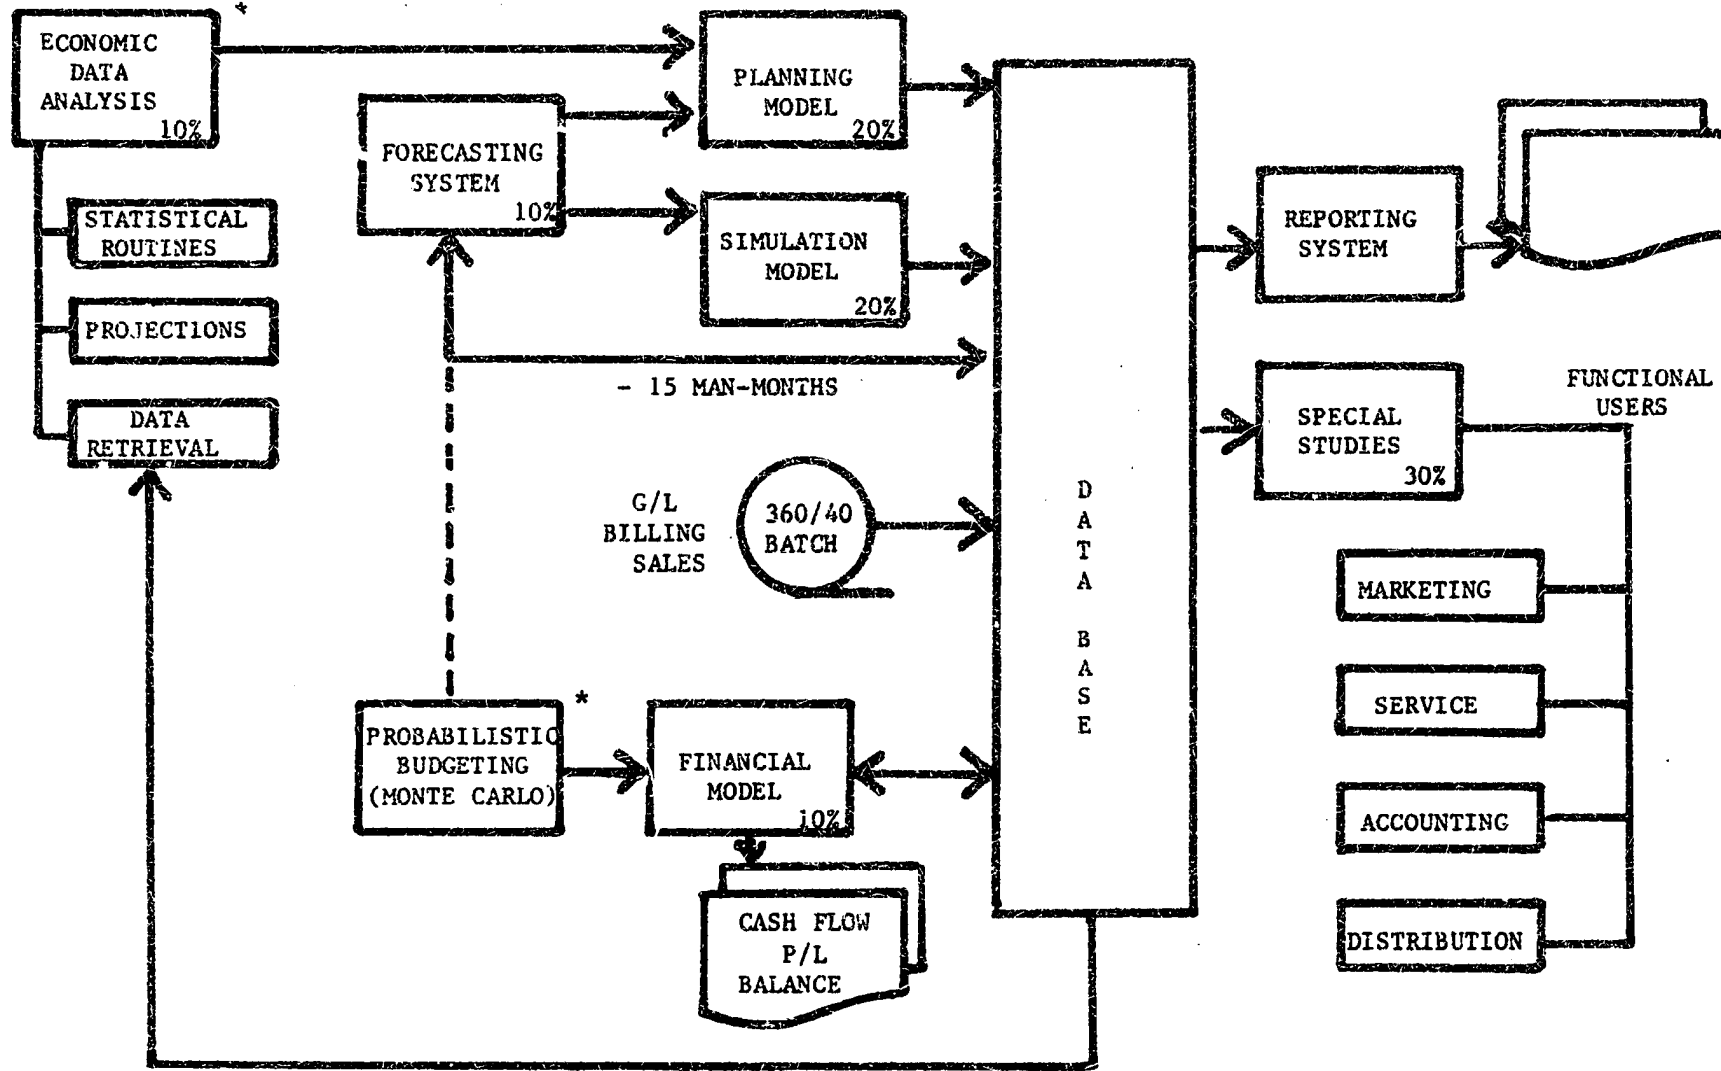 *
ECONOMIC
DATA
ANALYSIS
10%
STATISTICAL
ROUTINES
PROJECTIONS
DATA
RETRIEVAL
FORECASTING
SYSTEM
10%
PLANNING
MODEL
20%
SIMULATION
MODEL
20%
- 15 MAN-MONTHS
G/L
BILLING
SALES
360/40
BATCH
PROBABILISTIC
BUDGETING
(MONTE CARLO)
*
FINANCIAL
MODEL
10%
CASH FLOW
P/L
BALANCE
D
A
T
A
B
A
S
E
REPORTING
SYSTEM
SPECIAL
STUDIES
30%
FUNCTIONAL
USERS
MARKETING
SERVICE
ACCOUNTING
DISTRIBUTION